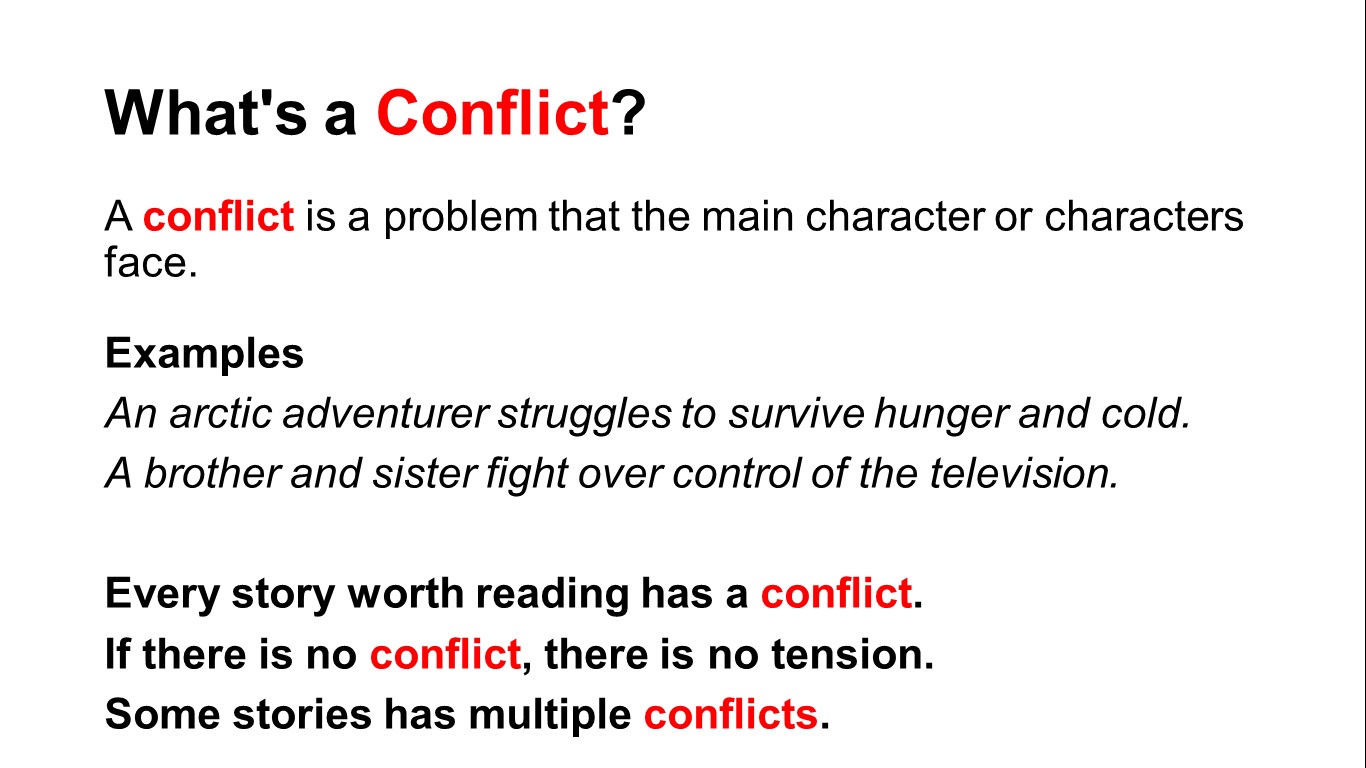 What's a Conflict?
A conflict is a problem that the main character or characters
face.
Examples
An arctic adventurer struggles to survive hunger and cold.
A brother and sister fight over control of the television.
Every story worth reading has a conflict.
If there is no conflict, there is no tension.
Some stories has multiple conflicts.